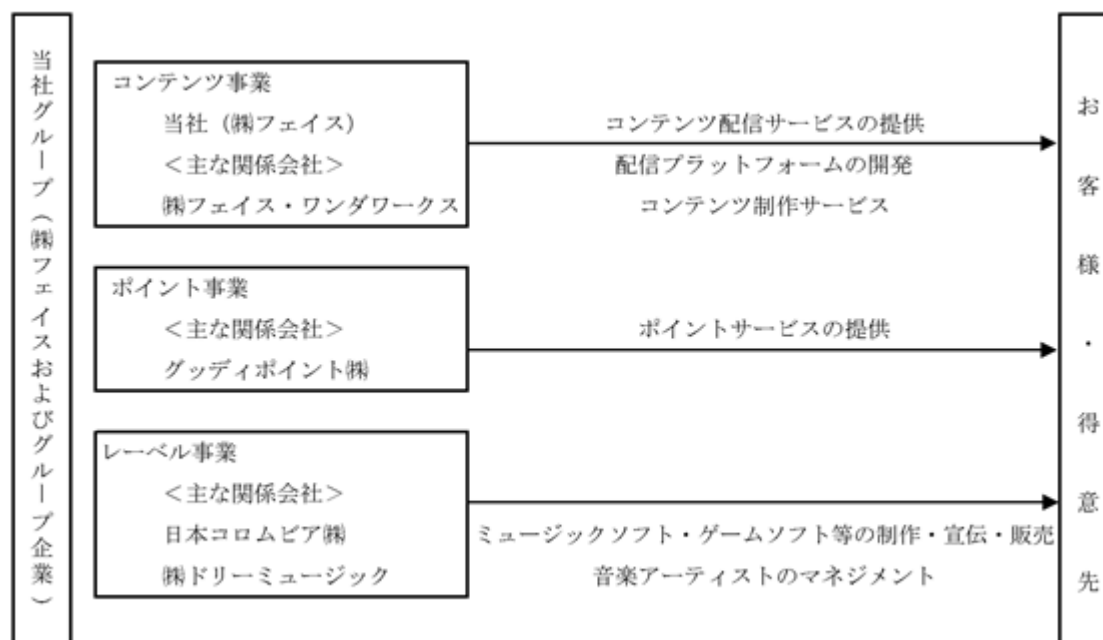 当社グループ(㈱フェイスおよびグループ企業)
コンテンツ事業
当社(㈱フェイス)
<主な関係会社>
㈱フェイス・ワンダワークス
コンテンツ配信サービスの提供
配信プラットフォームの開発
コンテンツ制作サービス
ポイント事業
<主な関係会社>
グッディポイント㈱
ポイントサービスの提供
レーベル事業
<主な関係会社>
日本コロムビア㈱
㈱ドリーミュージック
ミュージックソフト・ゲームソフト等の制作・宣伝・販売
音楽アーティストのマネジメント
お客様・得意先